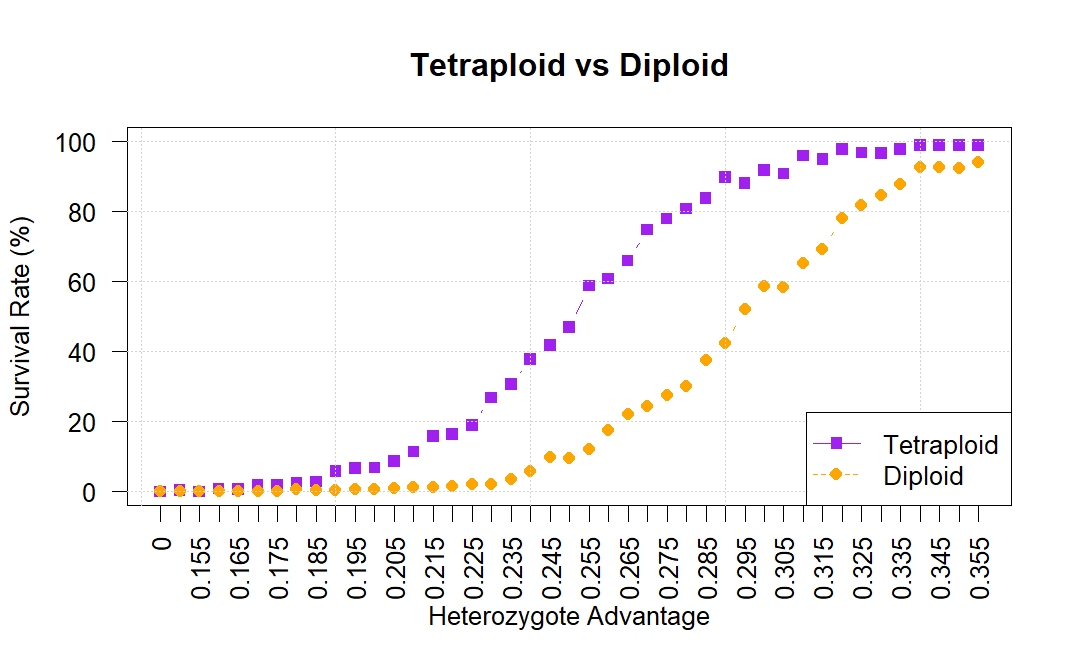 Tetraploid vs Diploid
Survival Rate (%)
100
80
60
40
20
0
Tetraploid
Diploid
0 0.155 0.165 0.175 0.185 0.195 0.205 0.215 0.225 0.235 0.245 0.255 0.265 0.275 0.285 0.295 0.305 0.315 0.325 0.335 0.345 0.355
Heterozygote Advantage